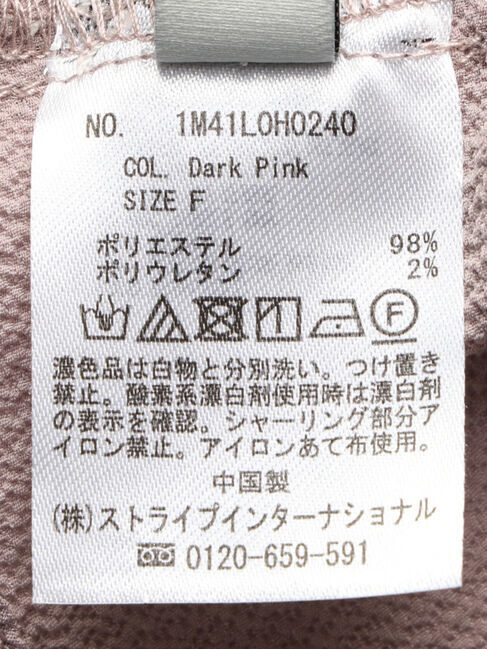 NO. 1M41L0H0240
COL. Dark Pink
SIZE F
ポリエステル 98%
ポリウレタン 2%
F
濃色品は白物と分別洗い。つけ置き
禁止。酸素系漂白剤使用時は漂白剤
の表示を確認。シャーリング部分ア
イロン禁止。アイロンあて布使用。
中国製
(株)ストライプインターナショナル
0120-659-591